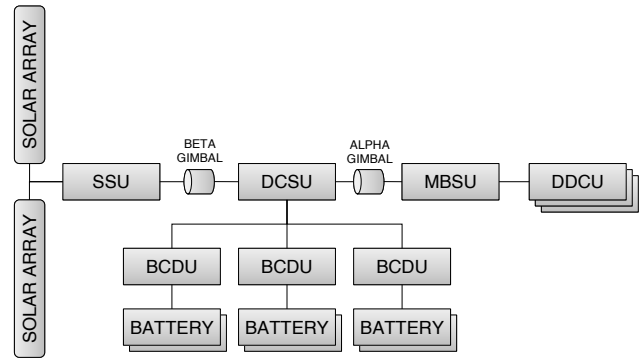 SOLAR ARRAY
BETA
GIMBAL
ALPHA
GIMBAL
SSU
DCSU
MBSU
DDCU
SOLAR ARRAY
BCDU
BCDU
BCDU
BATTERY
BATTERY
BATTERY